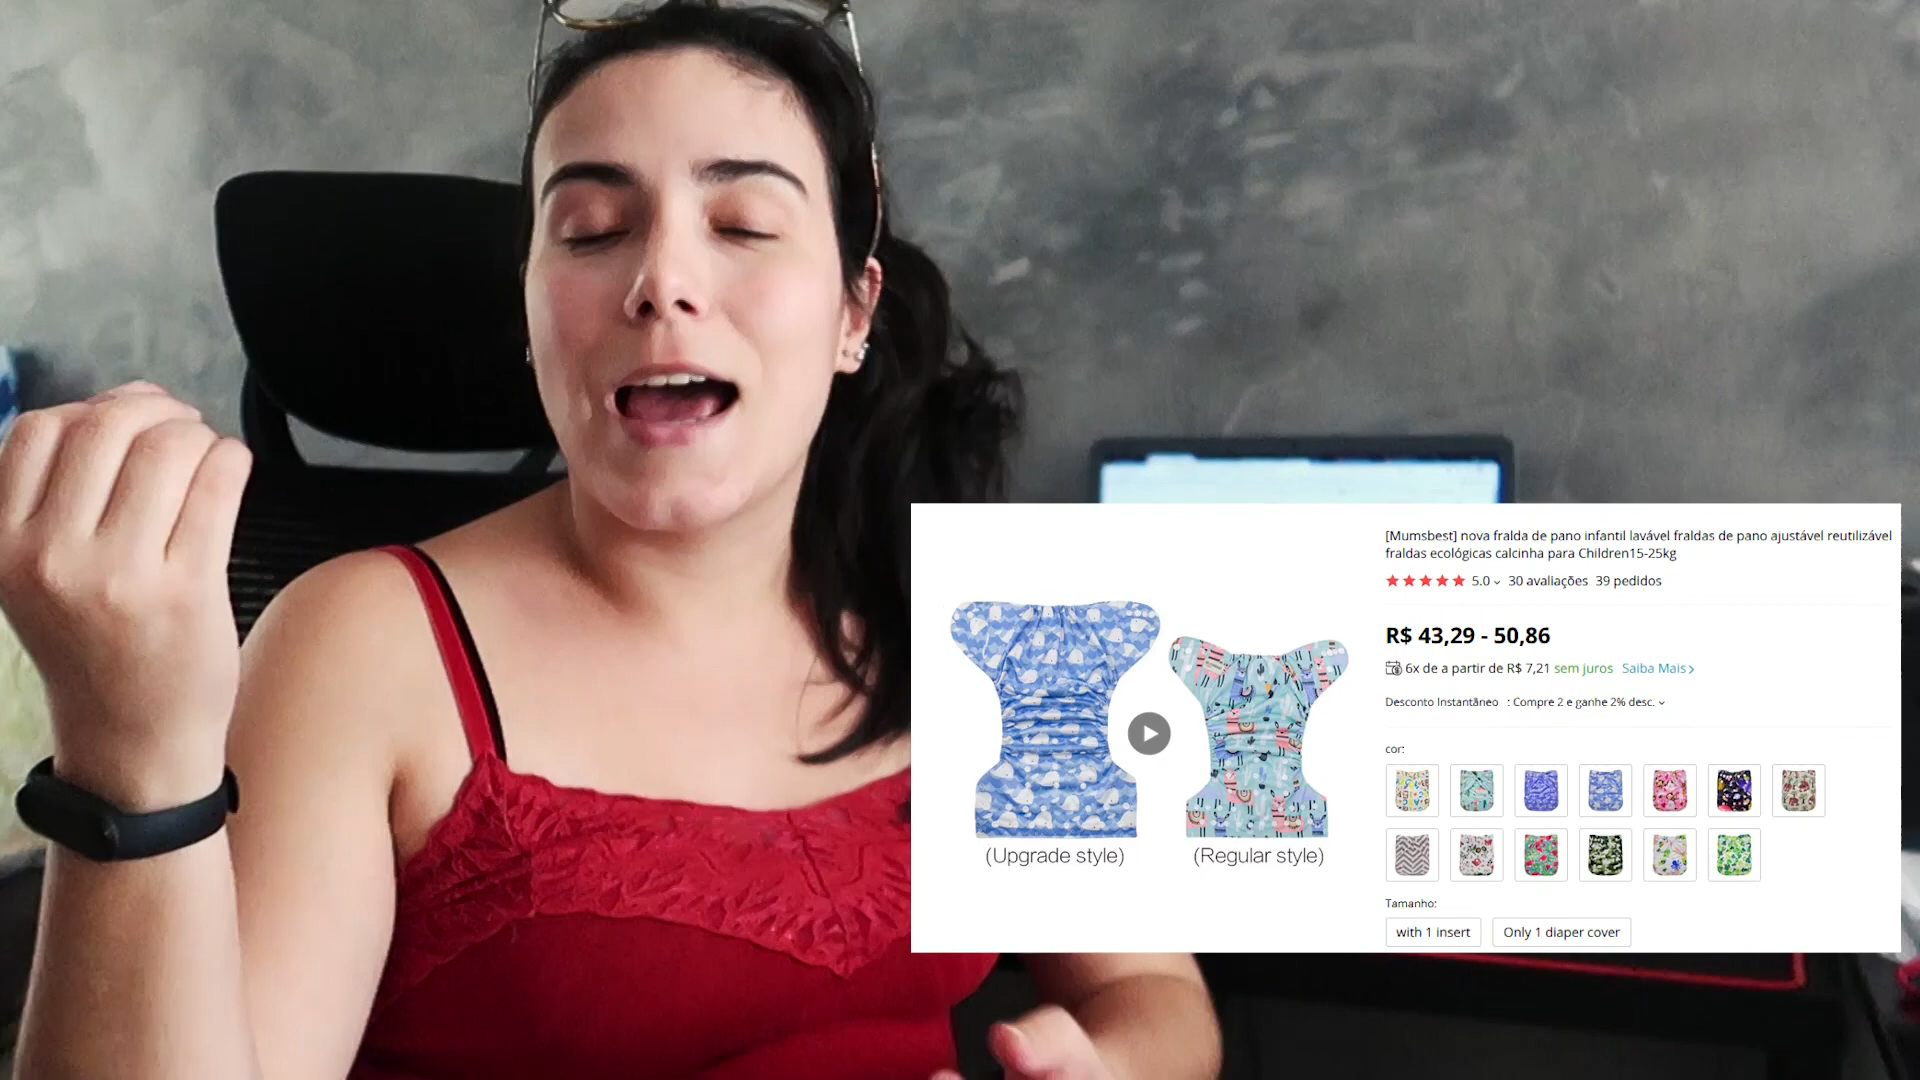 [Mumsbest] nova fralda de pano infantil lavável fraldas de pano ajustável reutilizável
fraldas ecológicas calcinha para Children15-25kg
5.0 30 avaliações 39 pedidos
R$ 43,29 - 50,86
6x de a partir de R$ 7,21 sem juros Saiba Mais
Desconto Instantâneo : Compre 2 e ganhe 2% desc.
cor:
(Upgrade style) (Regular style)
Tamanho:
with 1 insert Only 1 diaper cover